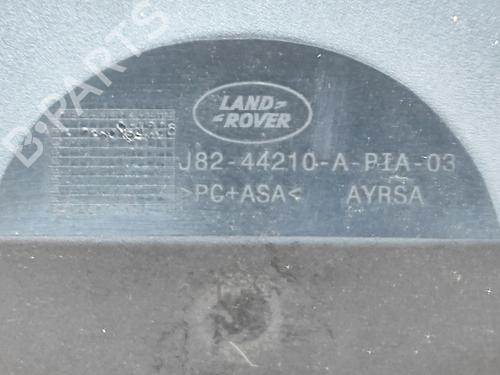 B-PARTS
LAND
ROVER
J82-44210-A-PIA-03
>PC+ASA< AYRSA